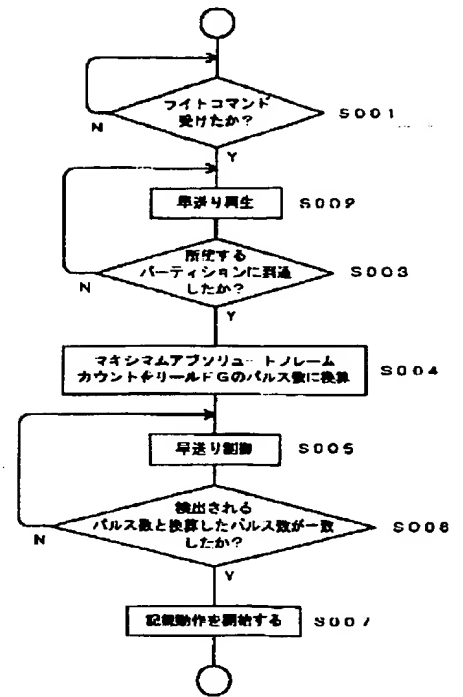 ライトコマンド
受けたか？
S001
N
Y
早送り再生
S002
所望する
パーティションに到達
したか？
S003
N
Y
マキシマムアブソリュートフレーム
カウントをリールFGのパルス数に換算
S004
早送り制御
S005
検出される
パルス数と換算したパルス数が一致
したか？
S006
N
Y
記録動作を開始する
S007